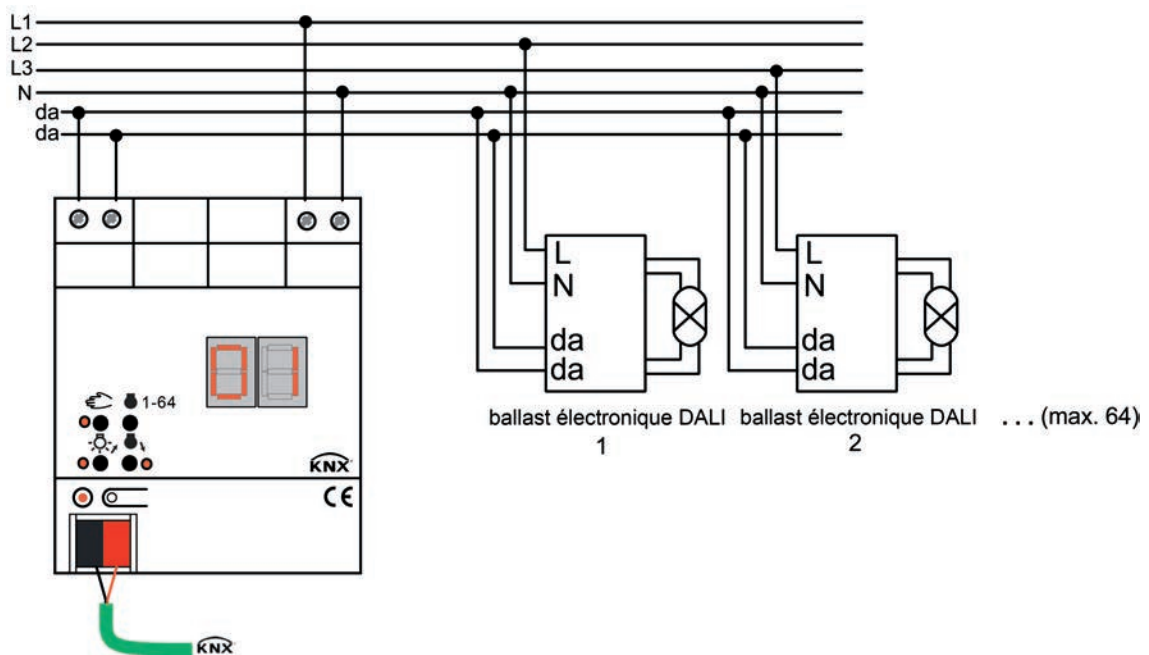 L1
L2
L3
N
da
da
1-64
KNX
CE
KNX
L
N
da
da
ballast électronique DALI
1
L
N
da
da
ballast électronique DALI
2
... (max. 64)
01